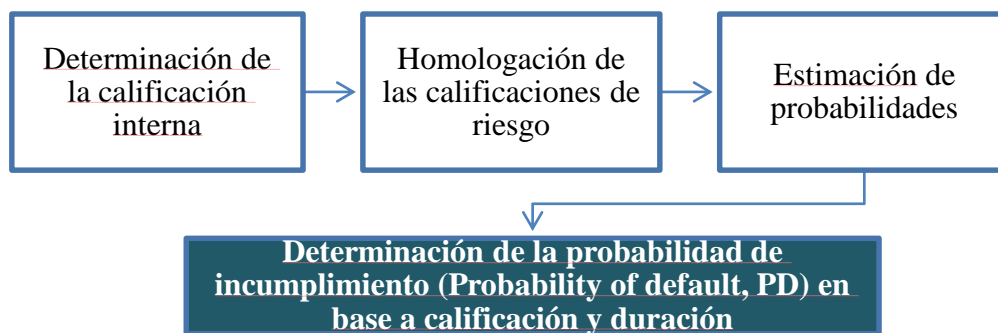 Determinación de
la calificación
interna
Homologación de
las calificaciones de
riesgo
Estimación de
probabilidades
Determinación de la probabilidad de
incumplimiento (Probability of default, PD) en
base a calificación y duración